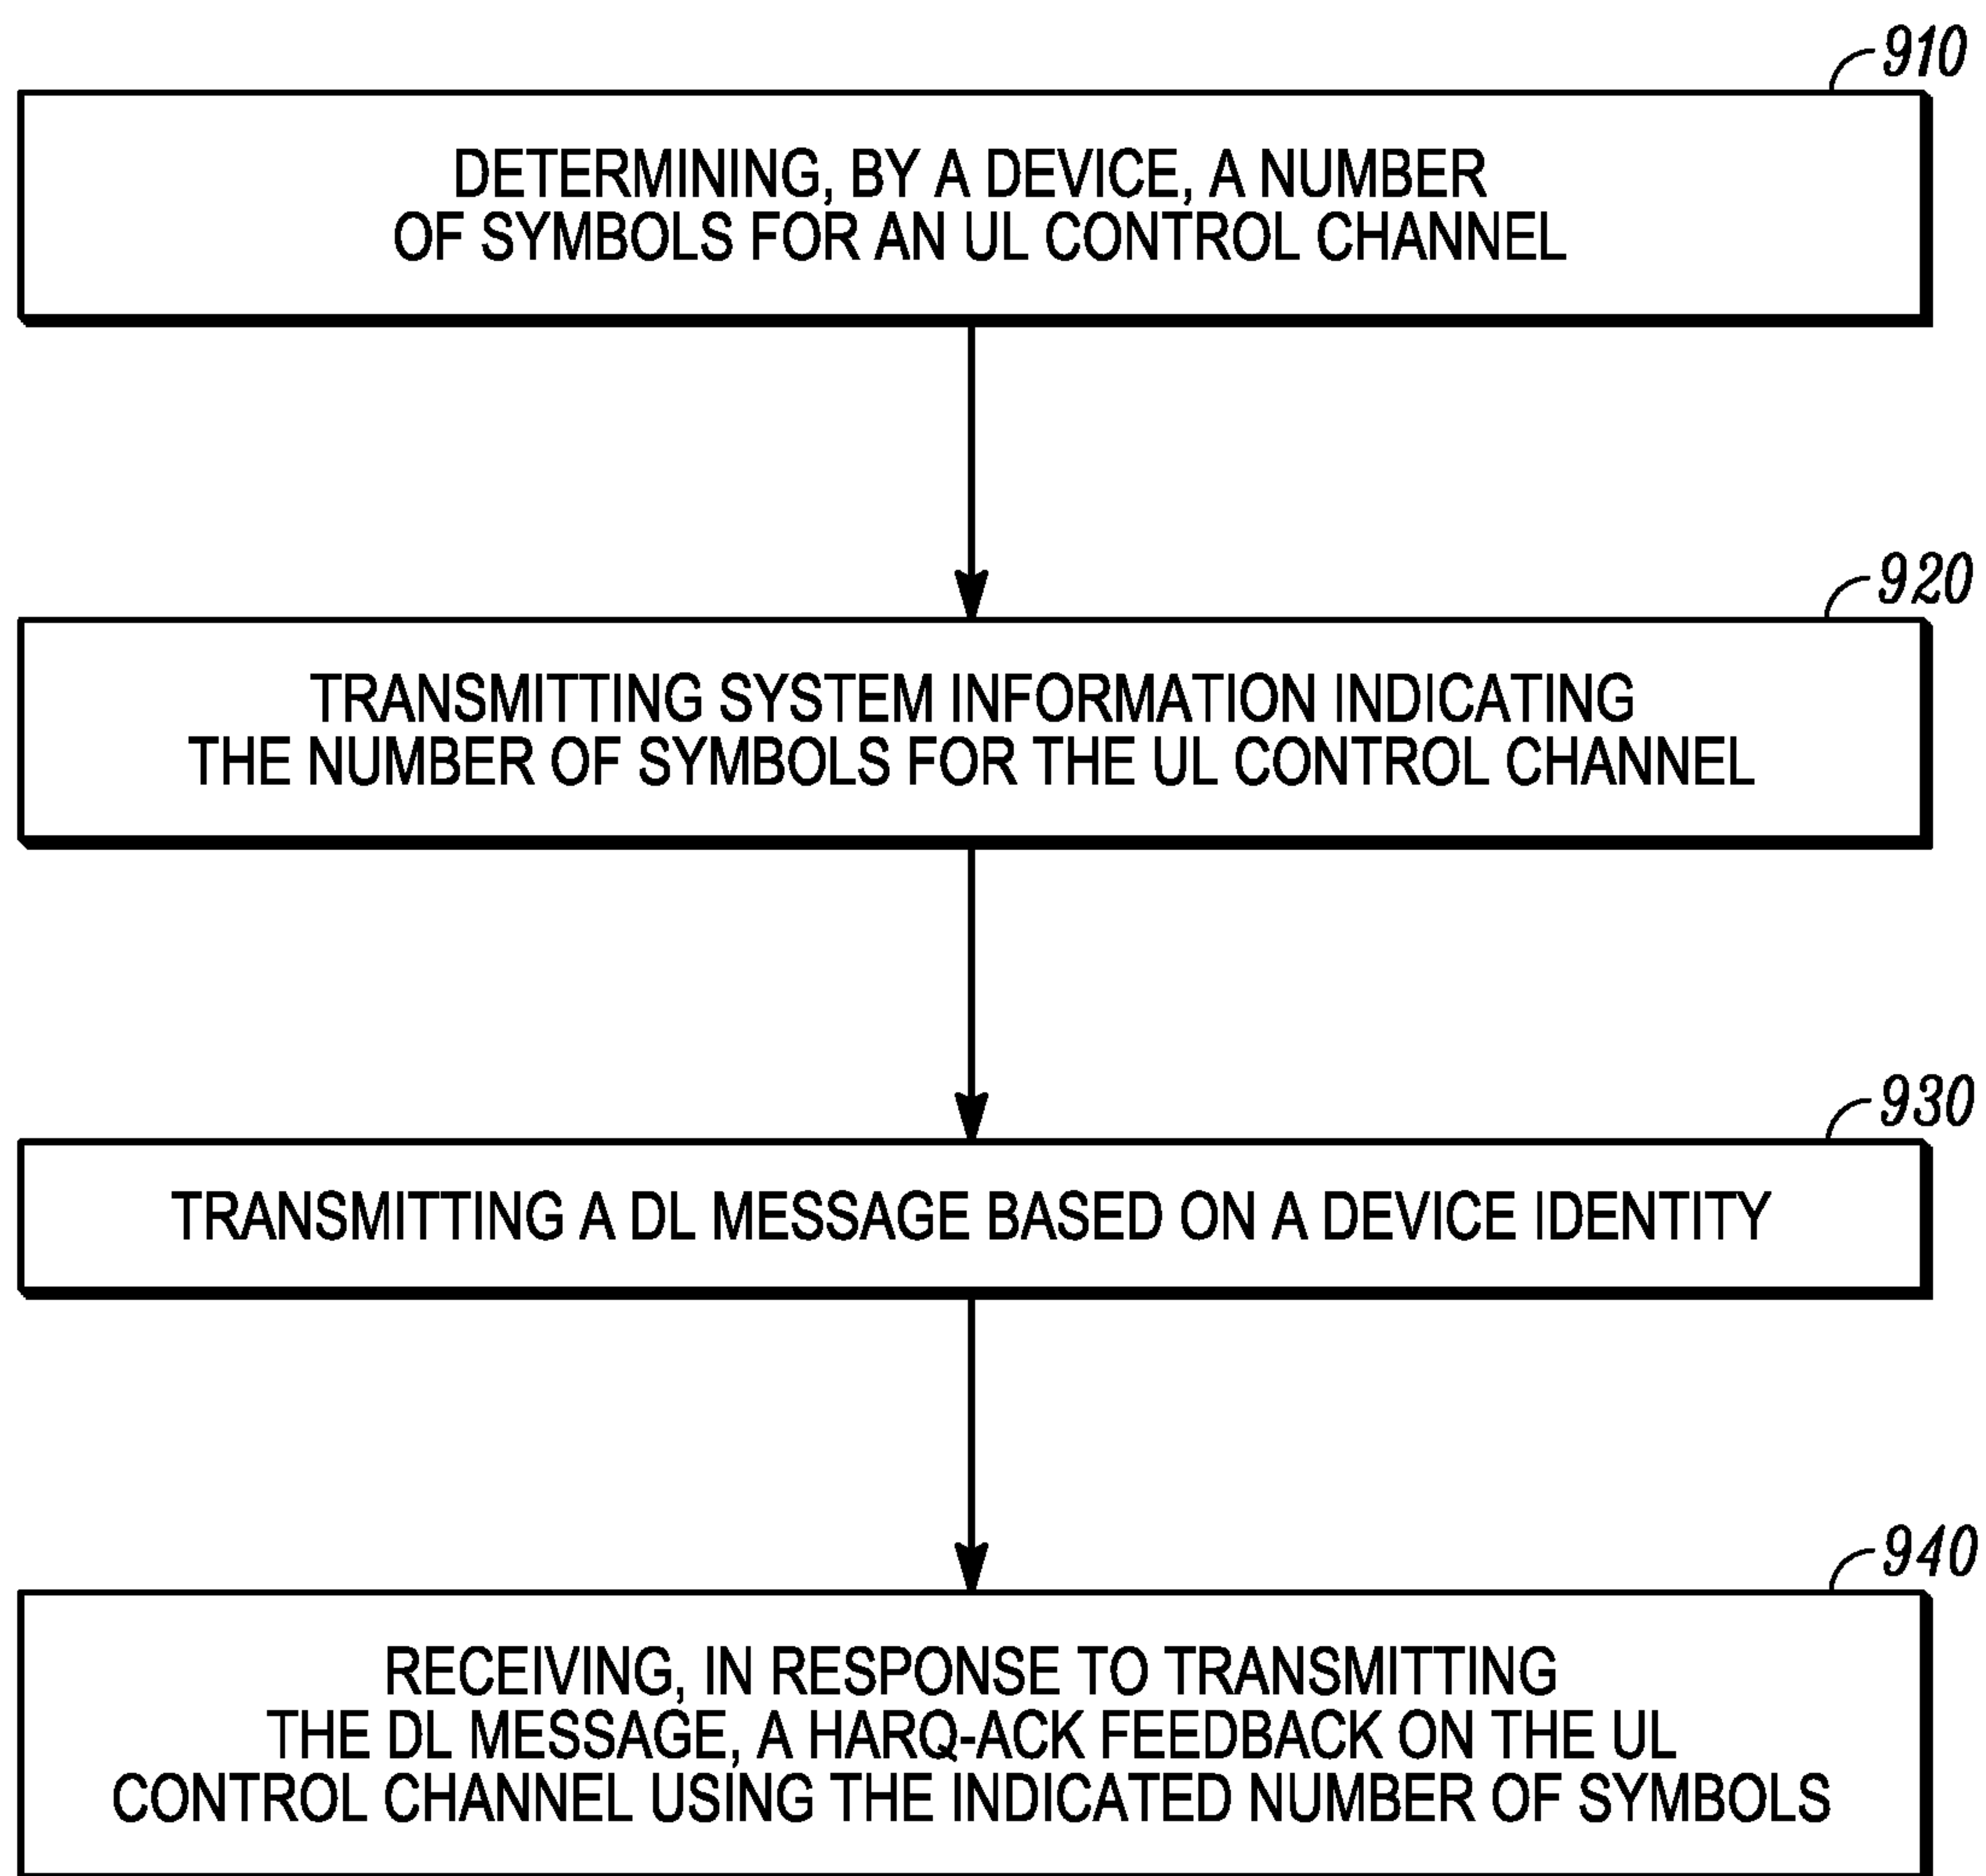 910
DETERMINING, BY A DEVICE, A NUMBER
OF SYMBOLS FOR AN UL CONTROL CHANNEL
920
TRANSMITTING SYSTEM INFORMATION INDICATING
THE NUMBER OF SYMBOLS FOR THE UL CONTROL CHANNEL
930
TRANSMITTING A DL MESSAGE BASED ON A DEVICE IDENTITY
940
RECEIVING, IN RESPONSE TO TRANSMITTING
THE DL MESSAGE, A HARQ-ACK FEEDBACK ON THE UL
CONTROL CHANNEL USING THE INDICATED NUMBER OF SYMBOLS